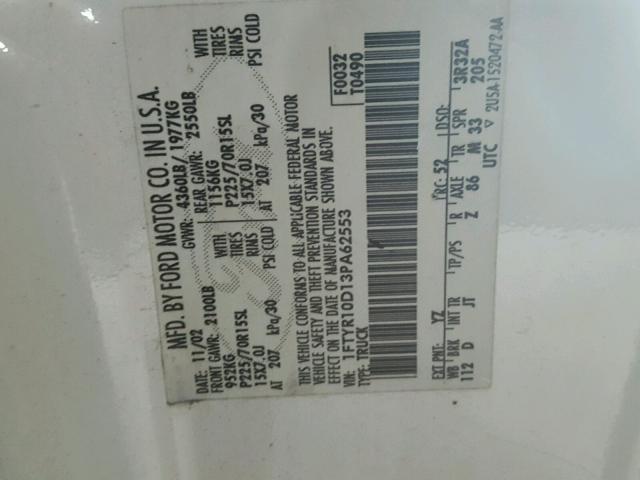 MFD. BY FORD MOTOR CO. IN U.S.A.
DATE: 11/02 GVWR: 4360LB/ 1977KG
FRONT GAWR: 2100LB REAR GAWR: 2550LB
952KG WITH 1156KG WITH
P225/70R15SL TIRES P225/70R15SL TIRES
15X7.0J RIMS 15X7.0J RIMS
AT 207 kPa/30 PSI COLD AT 207 kPa/30 PSI COLD
THIS VEHICLE CONFORMS TO ALL APPLICABLE FEDERAL MOTOR
VEHICLE SAFETY AND THEFT PREVENTION STANDARDS IN
EFFECT ON THE DATE OF MANUFACTURE SHOWN ABOVE.
VIN: 1FTYR10D13PA62553 F0032
TYPE: TRUCK T0490
EXT PNT: YZ RC: 52 DSO: 3R32A
WB BRK INT TR TP/PS R AXLE TR SPR 205
112 D JT Z 86 M 33
UTC ▽ 2U5A-1520472-AA